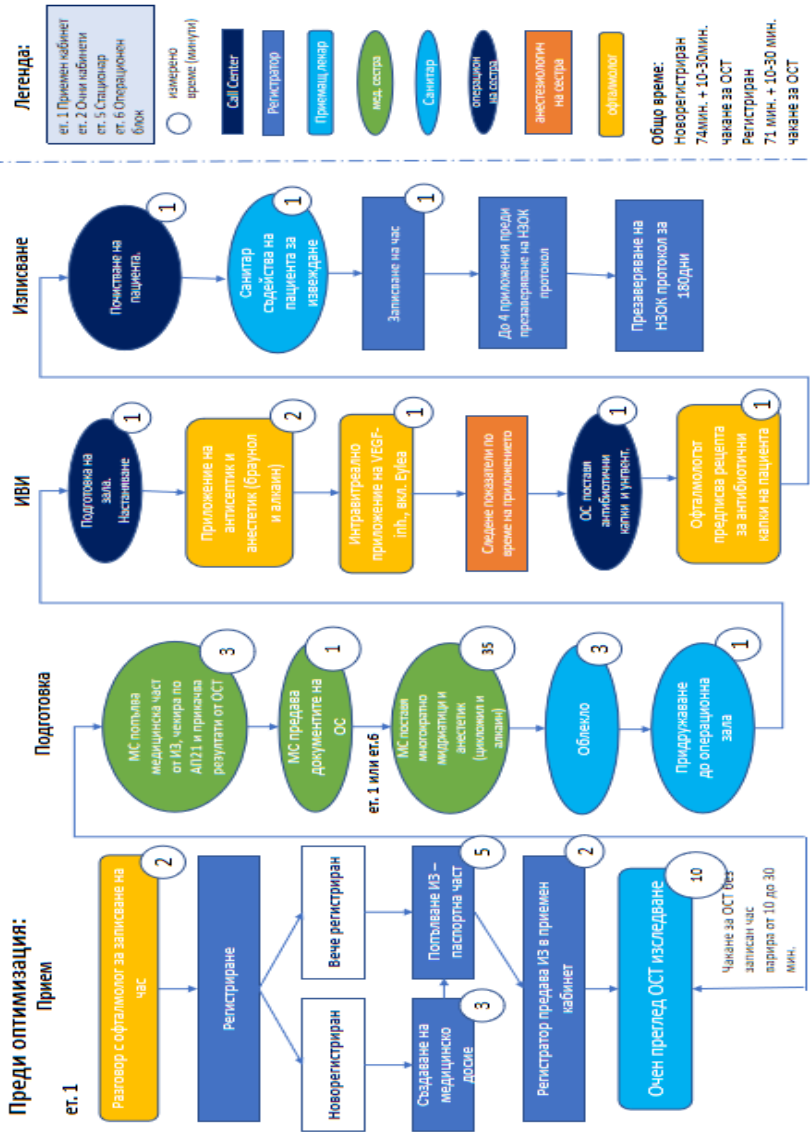 Преди оптимизация:
Прием
ет. 1
Разговор с офталмолог за записване на
час
2
Регистриране
Новорегистриран
Вече регистриран
Създаване на
медицинско
досие
3
Попълване ИЗ –
паспортна част
5
Регистратор предава ИЗ в приемен
кабинет
2
Очен преглед ОСТ изследване
10
Чакане за ОСТ без
записан час
варира от 10 до 30
мин.
Подготовка
МС попълва
медицинска част
от ИЗ, чекира по
АП21 и прикачва
резултати от ОСТ
3
МС предава
документите на
ОС
1
ет. 1 или ет.6
МС поставя
многократно
мидриатици и
анестетик
(цикложил и
алкаин)
35
Облекло
3
Придружаване
до операционна
зала
1
ИВИ
Подготовка на
зала.
Настаняване
1
Приложение на
антисептик и
анестетик (браунол
и алкаин)
2
Интравитреално
приложение на VEGF-
inh., вкл. Eylea
1
Следене показатели по
време на приложението
ОС поставя
антибиотични
капки и унгвент.
1
Офталмологът
предписва рецепта
за антибиотични
капки на пациента
1
Изписване
Почистване на
пациента.
1
Санитар
съдейства на
пациента за
извеждане
1
Записване на час
1
До 4 приложения преди
презаверяване на НЗОК
протокол
Презаверяване на
НЗОК протокол за
180дни
Легенда:
ет. 1 Приемен кабинет
ет. 2 Очни кабинети
ет. 5 Стационар
ет. 6 Операционен
блок
измерено
време (минути)
Call Center
Регистратор
Приемащ лекар
мед. сестра
Санитар
операцион
на сестра
анестезиологич
на сестра
офталмолог
Общо време:
Новорегистриран
74мин. + 10-30мин.
чакане за ОСТ
Регистриран
71 мин. + 10-30 мин.
чакане за ОСТ